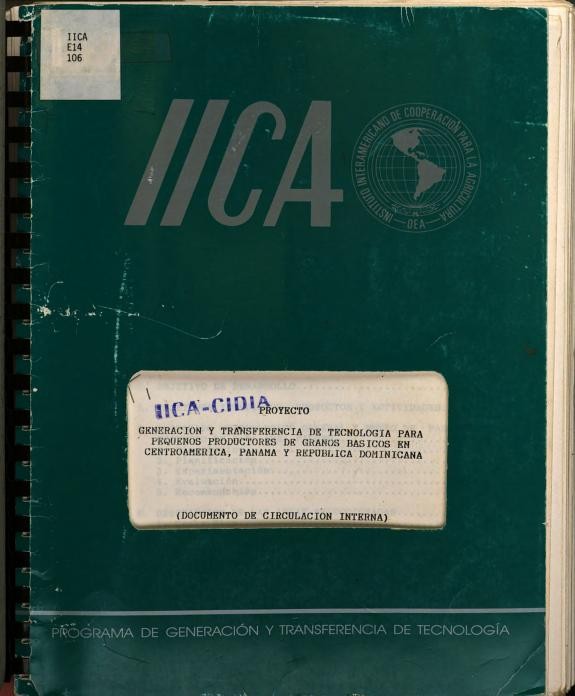 IICA
E14
106
IICA
INSTITUTO INTERAMERICANO DE COOPERACIÓN PARA LA AGRICULTURA
OEA
IICA-CIDIA
PROYECTO
GENERACION Y TRANSFERENCIA DE TECNOLOGIA PARA
PEQUENOS PRODUCTORES DE GRANOS BASICOS EN
CENTROAMERICA, PANAMA Y REPUBLICA DOMINICANA
(DOCUMENTO DE CIRCULACION INTERNA)
PROGRAMA DE GENERACIÓN Y TRANSFERENCIA DE TECNOLOGÍA